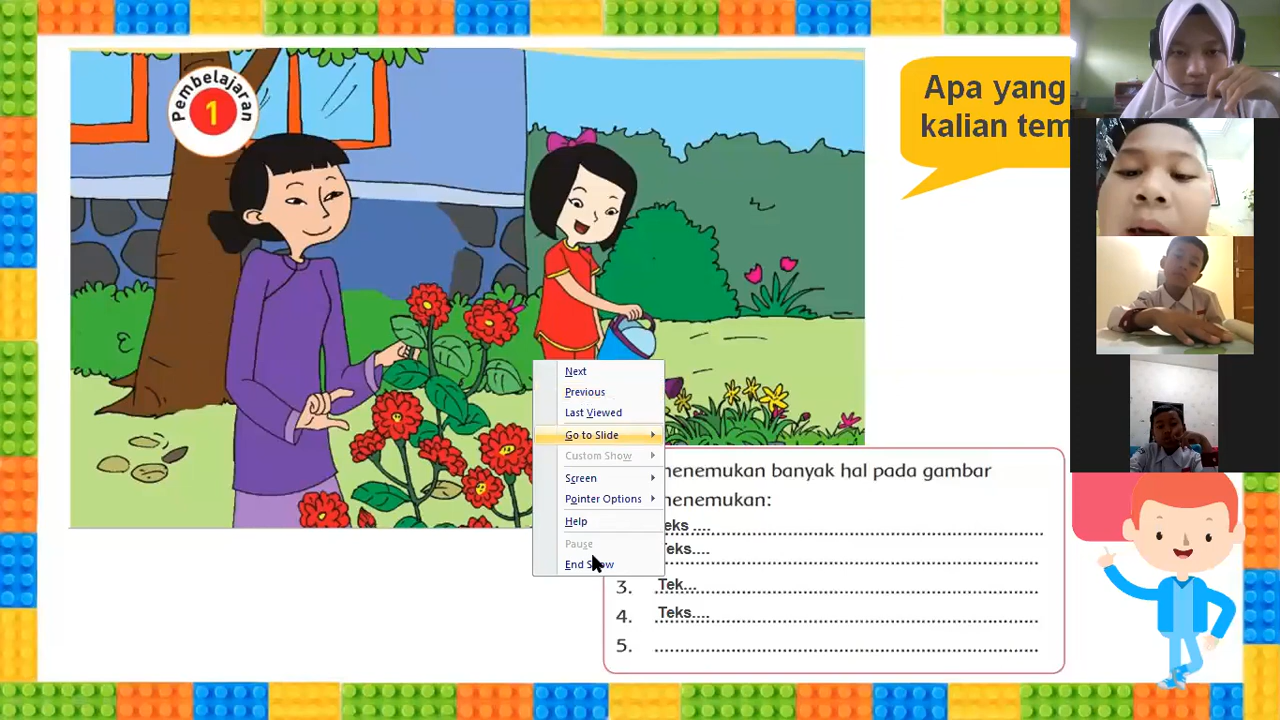 Pembelajaran
1
Apa yang
kalian tem
Next
Previous
Last Viewed
Go to Slide
Custom Show
Screen
Pointer Options
Help
Pause
End Show
menemukan banyak hal pada gambar
menemukan:
Teks ....
Teks....
3. Tek...
4. Teks....
5.